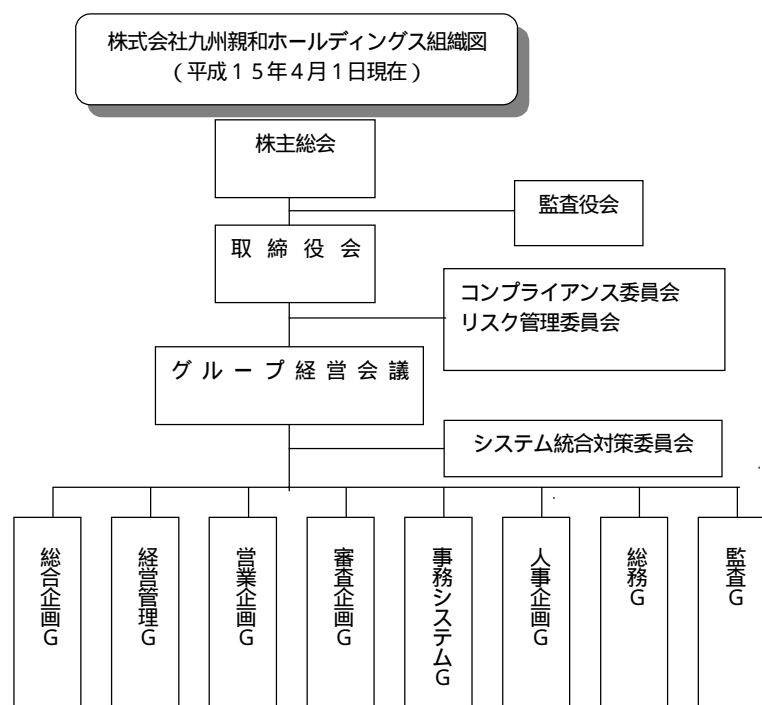 株式会社九州親和ホールディングス組織図
（平成１５年４月１日現在）
株主総会
監査役会
取締役会
コンプライアンス委員会
リスク管理委員会
グループ経営会議
システム統合対策委員会
総合企画Ｇ
経営管理Ｇ
営業企画Ｇ
審査企画Ｇ
事務システムＧ
人事企画Ｇ
総務Ｇ
監査Ｇ